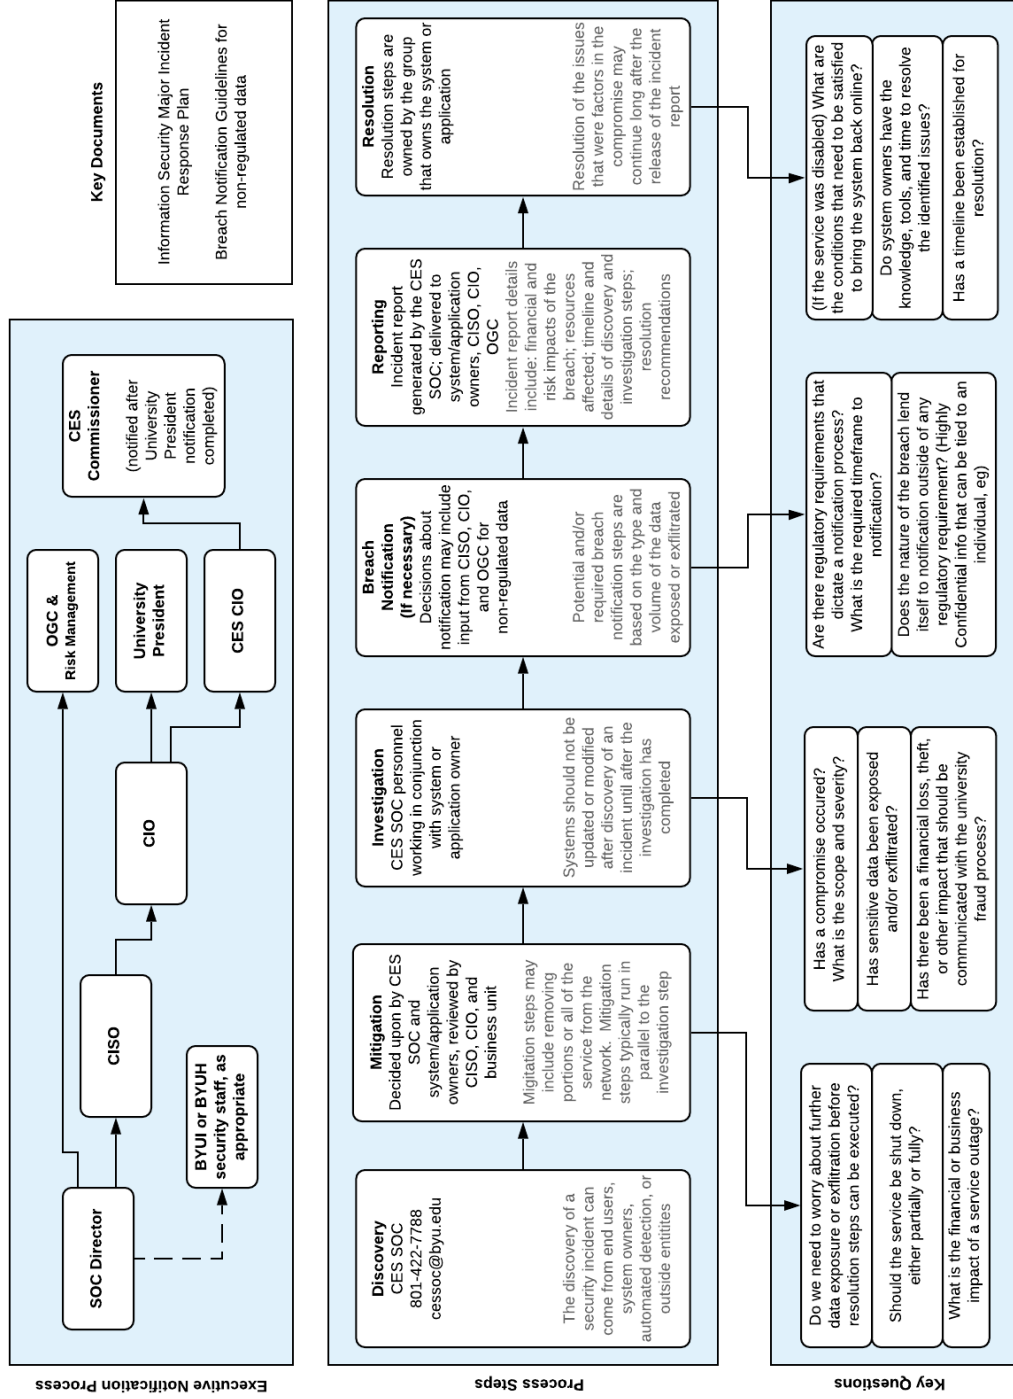 Executive Notification Process
SOC Director
CISO
BYUI or BYUH
security staff, as
appropriate
CIO
OGC &
Risk Management
University
President
CES CIO
CES
Commissioner
(notified after
University
President
notification
completed)
Key Documents
Information Security Major Incident
Response Plan
Breach Notification Guidelines for
non-regulated data
Process Steps
Discovery
CES SOC
801-422-7788
cessoc@byu.edu
The discovery of a
security incident can
come from end users,
system owners,
automated detection, or
outside entitites
Mitigation
Decided upon by CES
SOC and
system/application
owners, reviewed by
CISO, CIO, and
business unit
Migitation steps may
include removing
portions or all of the
service from the
network. Mitigation
steps typically run in
parallel to the
investigation step
Investigation
CES SOC personnel
working in conjunction
with system or
application owner
Systems should not be
updated or modified
after discovery of an
incident until after the
investigation has
completed
Breach
Notification
(If necessary)
Decisions about
notification may include
input from CISO, CIO,
and OGC for
non-regulated data
Potential and/or
required breach
notification steps are
based on the type and
volume of the data
exposed or exfiltrated
Reporting
Incident report
generated by the CES
SOC; delivered to
system/application
owners, CISO, CIO,
OGC
Incident report details
include: financial and
risk impacts of the
breach; resources
affected; timeline and
details of discovery and
investigation steps;
resolution
recommendations
Resolution
Resolution steps are
owned by the group
that owns the system or
application
Resolution of the issues
that were factors in the
compromise may
continue long after the
release of the incident
report
Key Questions
Do we need to worry about further
data exposure or exfiltration before
resolution steps can be executed?
Should the service be shut down,
either partially or fully?
What is the financial or business
impact of a service outage?
Has a compromise occured?
What is the scope and severity?
Has sensitive data been exposed
and/or exfiltrated?
Has there been a financial loss, theft,
or other impact that should be
communicated with the university
fraud process?
Are there regulatory requirements that
dictate a notification process?
What is the required timeframe to
notification?
Does the nature of the breach lend
itself to notification outside of any
regulatory requirement? (Highly
Confidential info that can be tied to an
individual, eg)
(If the service was disabled) What are
the conditions that need to be satisfied
to bring the system back online?
Do system owners have the
knowledge, tools, and time to resolve
the identified issues?
Has a timeline been established for
resolution?